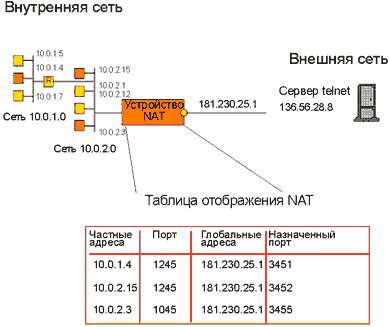 Внутренняя сеть
Внешняя сеть
10.0.1.5
10.0.1.4
R
10.0.1.7
Сеть 10.0.1.0
10.0.2.15
10.0.2.1
10.0.2.12
10.0.2.3
Сеть 10.0.2.0
Устройство
NAT
181.230.25.1
Сервер telnet
136.56.28.8
Таблица отображения NAT
Частные адреса Порт Глобальные адреса Назначенный порт
10.0.1.4 1245 181.230.25.1 3451
10.0.2.15 1245 181.230.25.1 3452
10.0.2.3 1045 181.230.25.1 3455